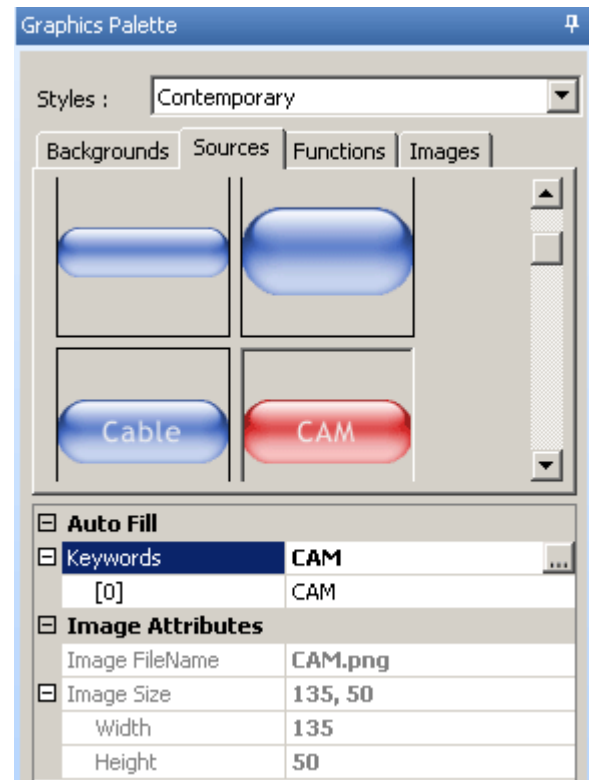 Graphics Palette
Styles : Contemporary
Backgrounds Sources Functions Images
Cable CAM
Auto Fill
Keywords CAM ...
[0] CAM
Image Attributes
Image FileName CAM.png
Image Size 135, 50
Width 135
Height 50